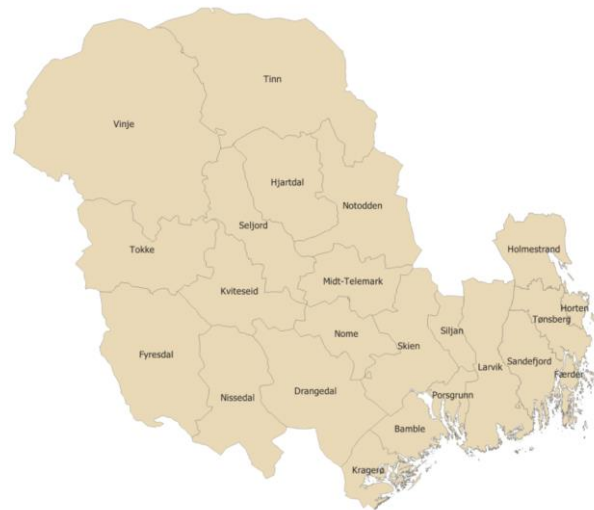 Tinn
Vinje
Hjartdal
Notodden
Seljord
Tokke
Holmestrand
Midt-Telemark
Kviteseid
Horten
Tønsberg
Nome
Siljan
Skien
Fyresdal
Sandefjord
Larvik
Færder
Drangedal
Nissedal
Porsgrunn
Bamble
Kragerø